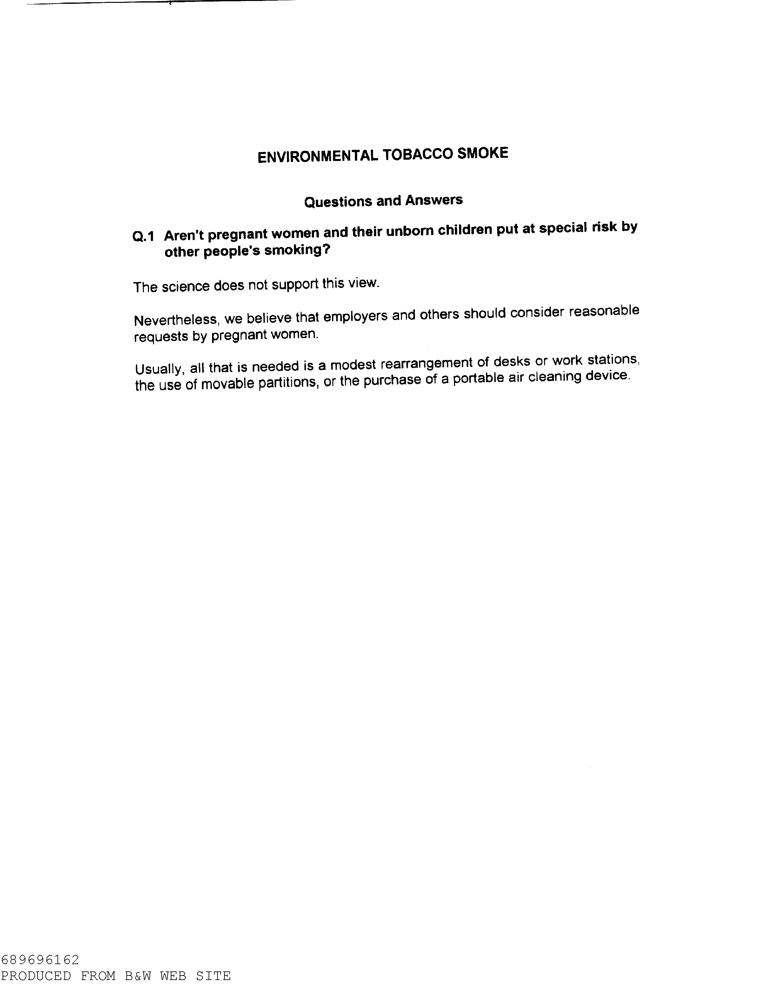 ENVIRONMENTAL TOBACCO SMOKE
Questions and Answers
Q.1 Aren't pregnant women and their unborn children put at special risk by
other people's smoking?
The science does not support this view.
Nevertheless, we believe that employers and others should consider reasonable
requests by pregnant women.
Usually, all that is needed is a modest rearrangement of desks or work stations,
the use of movable partitions, or the purchase of a portable air cleaning device.
689696162
PRODUCED FROM B&W WEB SITE